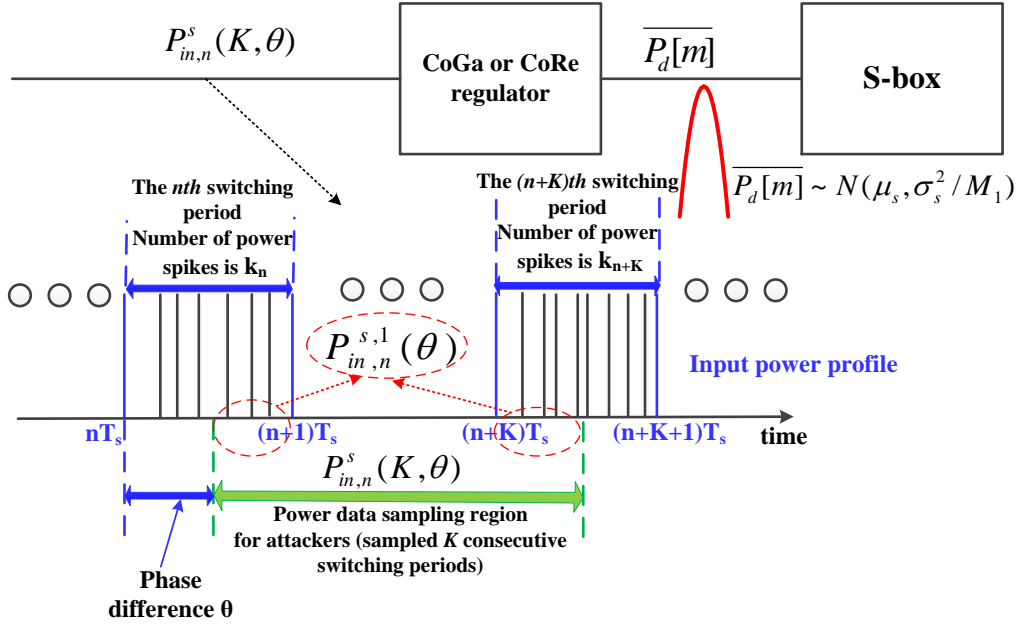 P^s_{in,n}(K,θ)
CoGa or CoRe
regulator
\overline{P_d[m]}
S-box
\overline{P_d[m]} ~ N(μ_s,σ_s^2/M_1)
The nth switching
period
Number of power
spikes is k_n
The (n+K)th switching
period
Number of power
spikes is k_{n+K}
P^{s,1}_{in,n}(θ)
Input power profile
nT_s
(n+1)T_s
(n+K)T_s
(n+K+1)T_s
time
P^s_{in,n}(K,θ)
Power data sampling region
for attackers (sampled K consecutive
switching periods)
Phase
difference θ